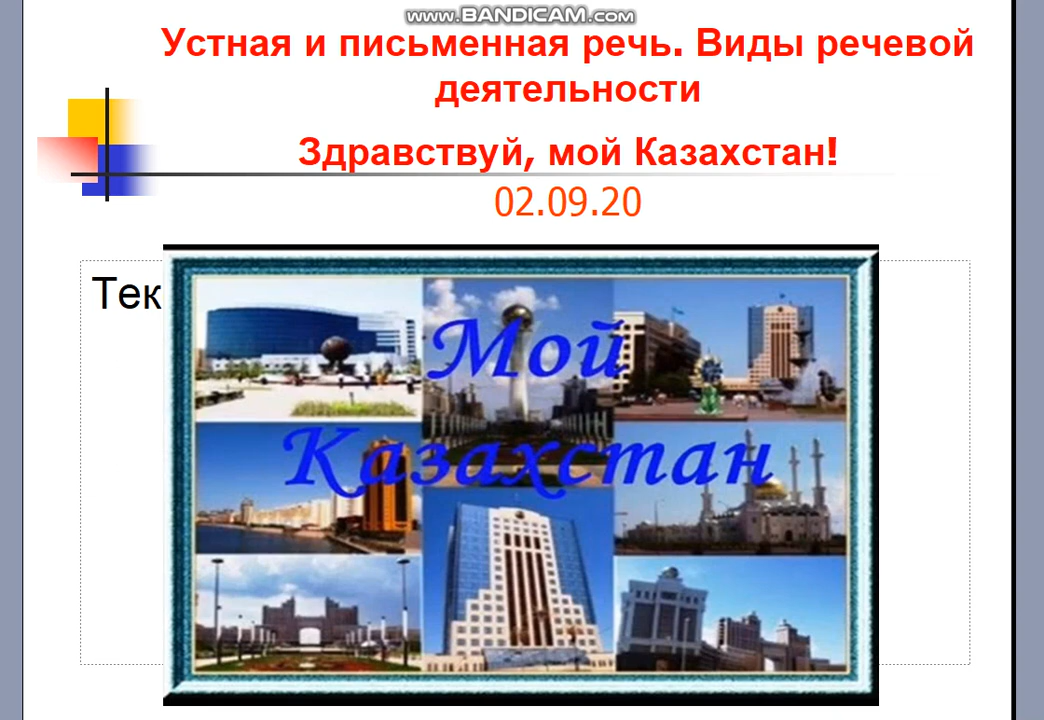 www.BANDICAM.com
Устная и письменная речь. Виды речевой
деятельности
Здравствуй, мой Казахстан!
02.09.20
Тек
Мой
Казахстан